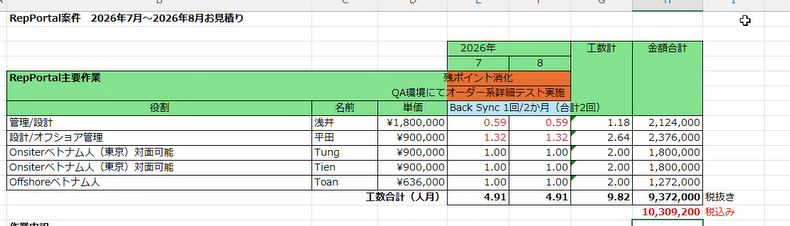 RepPortal案件　2026年7月～2026年8月お見積り
2026年 工数計 金額合計
7 8
RepPortal主要作業 残ポイント消化
QA環境にてオーダー系詳細テスト実施
役割 名前 単価 Back Sync 1回/2か月（合計2回）
管理/設計 浅井 ¥1,800,000 0.59 0.59 1.18 2,124,000
設計/オフショア管理 平田 ¥900,000 1.32 1.32 2.64 2,376,000
Onsiterベトナム人（東京）対面可能 Tung ¥900,000 1.00 1.00 2.00 1,800,000
Onsiterベトナム人（東京）対面可能 Tien ¥900,000 1.00 1.00 2.00 1,800,000
Offshoreベトナム人 Toan ¥636,000 1.00 1.00 2.00 1,272,000
工数合計（人月） 4.91 4.91 9.82 9,372,000 税抜き
10,309,200 税込み